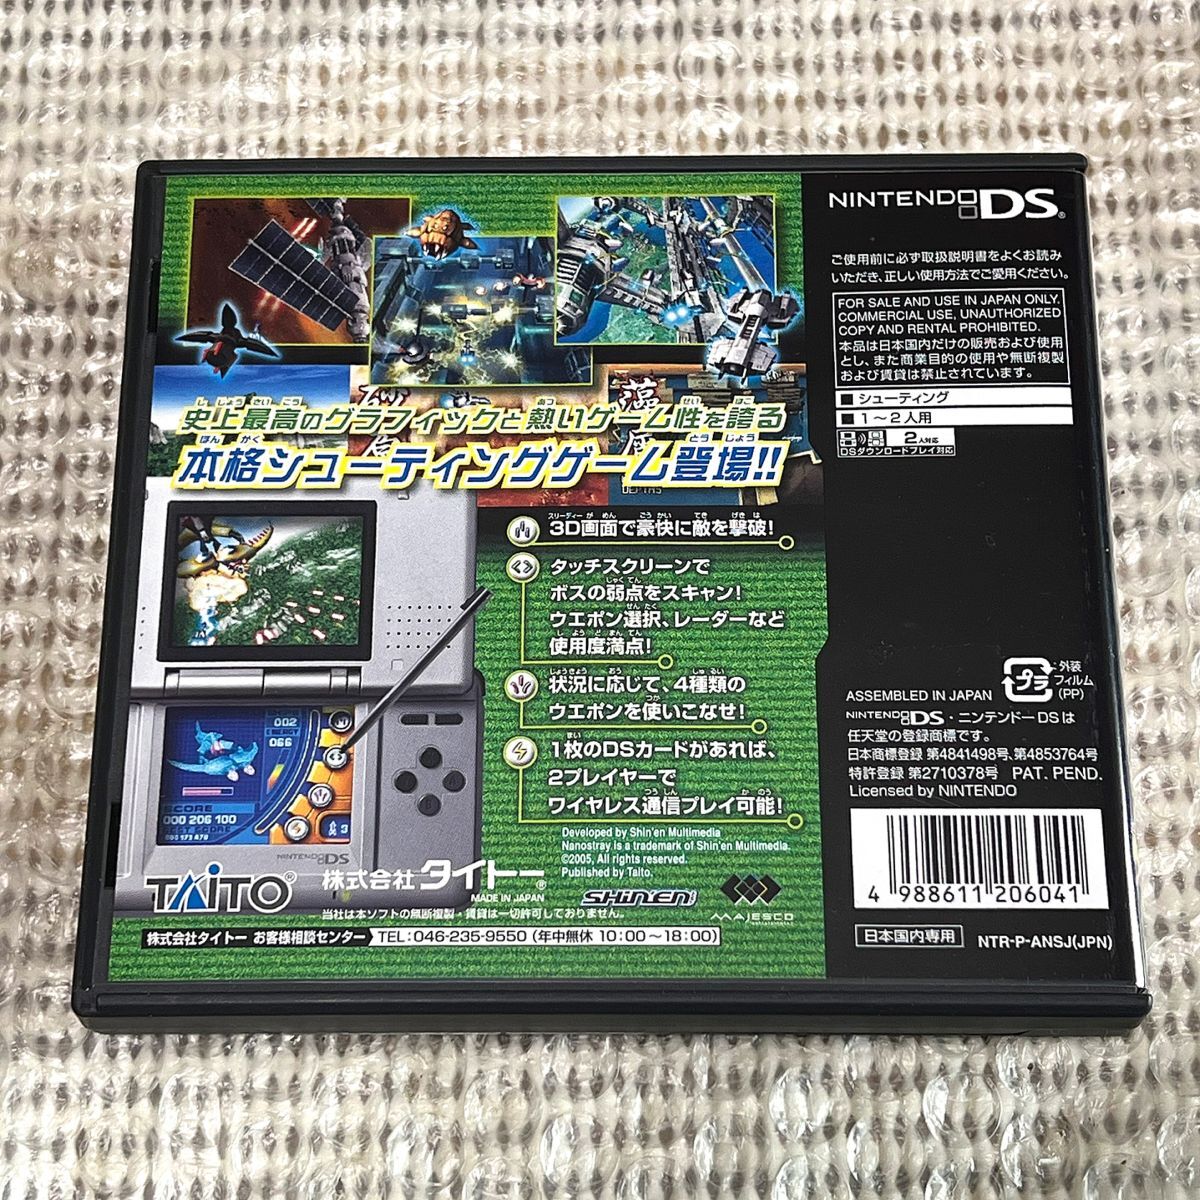 史上最高のグラフィックと熱いゲーム性を誇る
本格シューティングゲーム登場!!
3D画面で豪快に敵を撃破!
タッチスクリーンで
ボスの弱点をスキャン!
ウエポン選択、レーダーなど
使用度満点!
状況に応じて、4種類の
ウエポンを使いこなせ!
1枚のDSカードがあれば、
2プレイヤーで
ワイヤレス通信プレイ可能!
002
ENERGY
066
SCORE
000 206 100
NINTENDO DS
Developed by Shin'en Multimedia
Nanostray is a trademark of Shin'en Multimedia.
©2005, All rights reserved.
Published by Taito.
TAITO®
株式会社タイトー®
MADE IN JAPAN
SHIN'EN
MAJESCO
当社は本ソフトの無断複製・賃貸は一切許可しておりません。
株式会社タイトー お客様相談センター TEL:046-235-9550 (年中無休 10:00～18:00)
NINTENDO DS®
ご使用前に必ず取扱説明書をよくお読み
いただき、正しい使用方法でご愛用ください。
FOR SALE AND USE IN JAPAN ONLY.
COMMERCIAL USE, UNAUTHORIZED
COPY AND RENTAL PROHIBITED.
本品は日本国内だけの販売および使用
とし、また商業目的の使用や無断複製
および賃貸は禁止されています。
■ シューティング
■ 1～2人用
2人対応
DSダウンロードプレイ対応
ASSEMBLED IN JAPAN
プラ
外装
フィルム
(PP)
NINTENDO DS・ニンテンドーDSは
任天堂の登録商標です。
日本商標登録 第4841498号、第4853764号
特許登録 第2710378号 PAT. PEND.
Licensed by NINTENDO
4 988611 206041
日本国内専用
NTR-P-ANSJ(JPN)